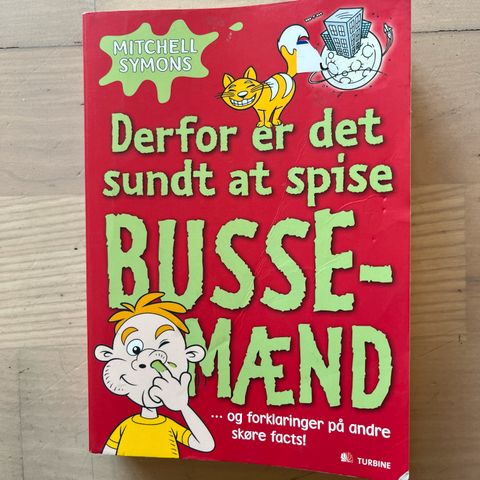 MITCHELL
SYMONS
Derfor er det
sundt at spise
BUSSE-
MÆND
... og forklaringer på andre
skøre facts!
TURBINE